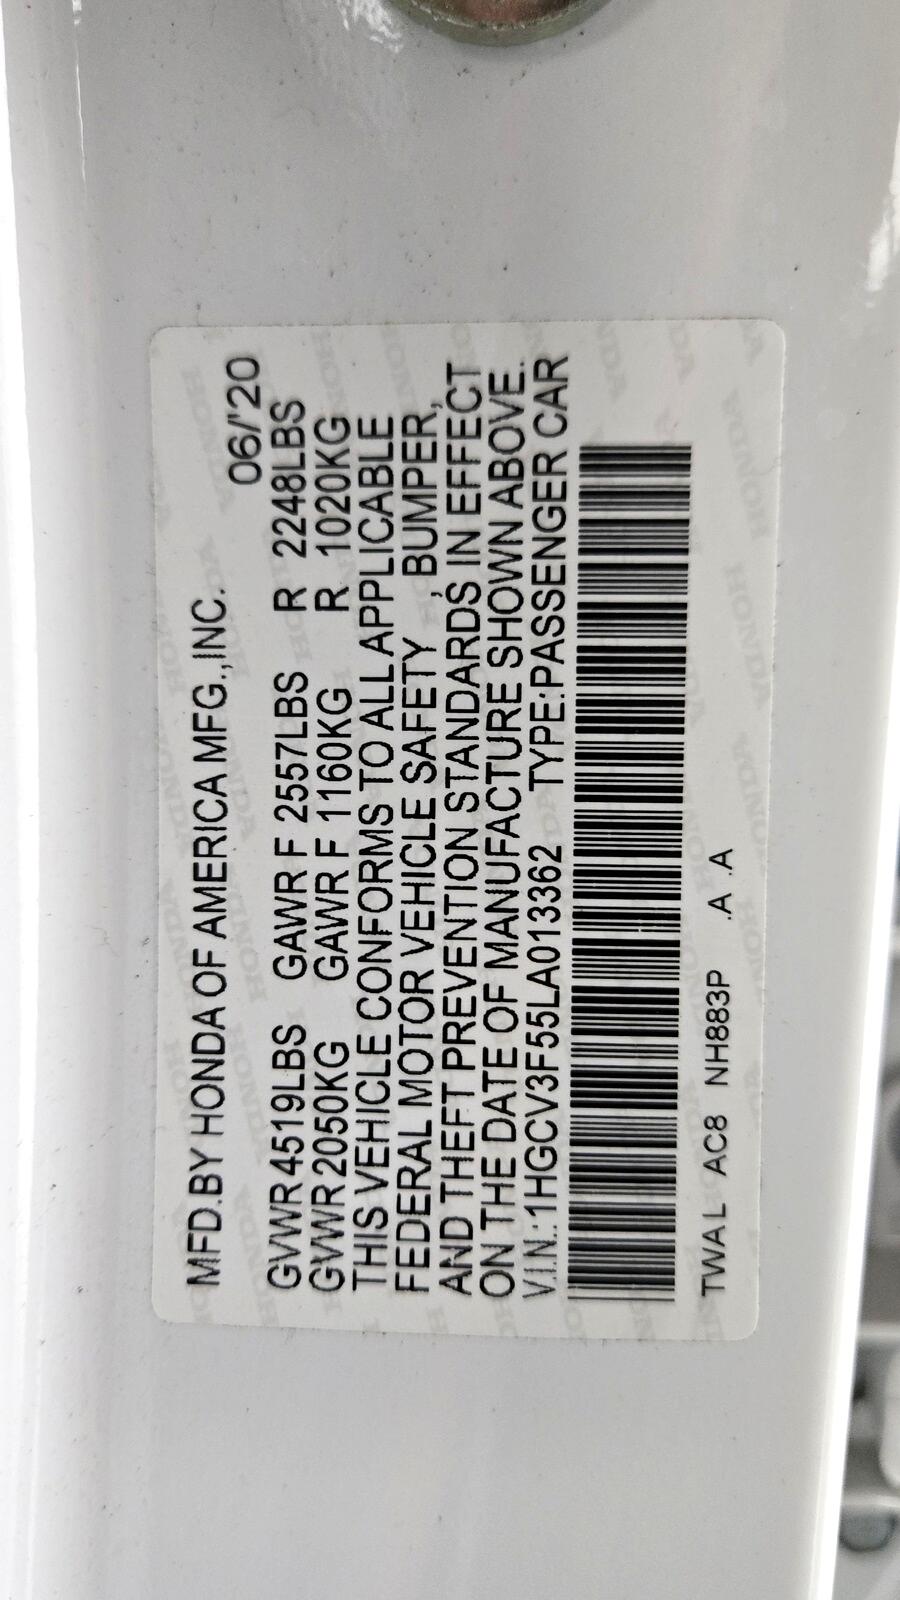 MFD.BY HONDA OF AMERICA MFG.,INC. 06/'20
GVWR 4519LBS GAWR F 2557LBS R 2248LBS
GVWR 2050KG GAWR F 1160KG R 1020KG
THIS VEHICLE CONFORMS TO ALL APPLICABLE
FEDERAL MOTOR VEHICLE SAFETY , BUMPER,
AND THEFT PREVENTION STANDARDS IN EFFECT
ON THE DATE OF MANUFACTURE SHOWN ABOVE.
V.I.N.:1HGCV3F55LA013362 TYPE:PASSENGER CAR
TWAL AC8 NH883P .A .A